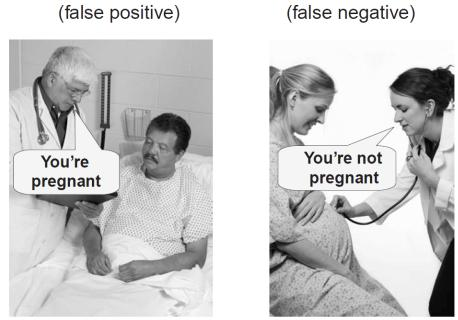 (false positive)
(false negative)
You're
pregnant
You're not
pregnant